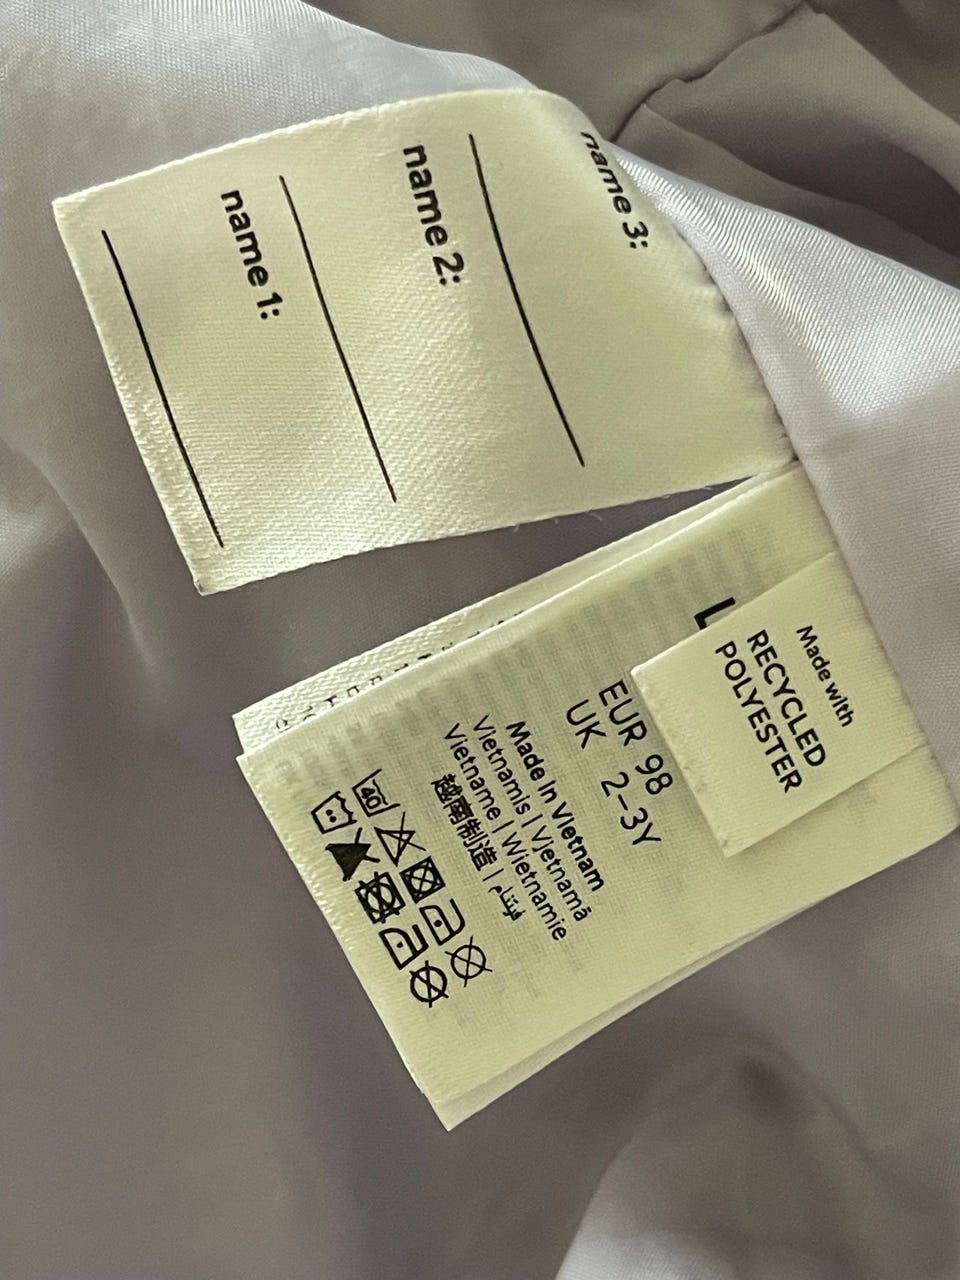 name 3:
name 2:
name 1:
Made with
RECYCLED
POLYESTER
L
EUR 98
UK 2-3Y
Made in Vietnam
Vietnamis | Vjetnamā
Vietname | Wietnamie
越南制造 | فيتنام
40